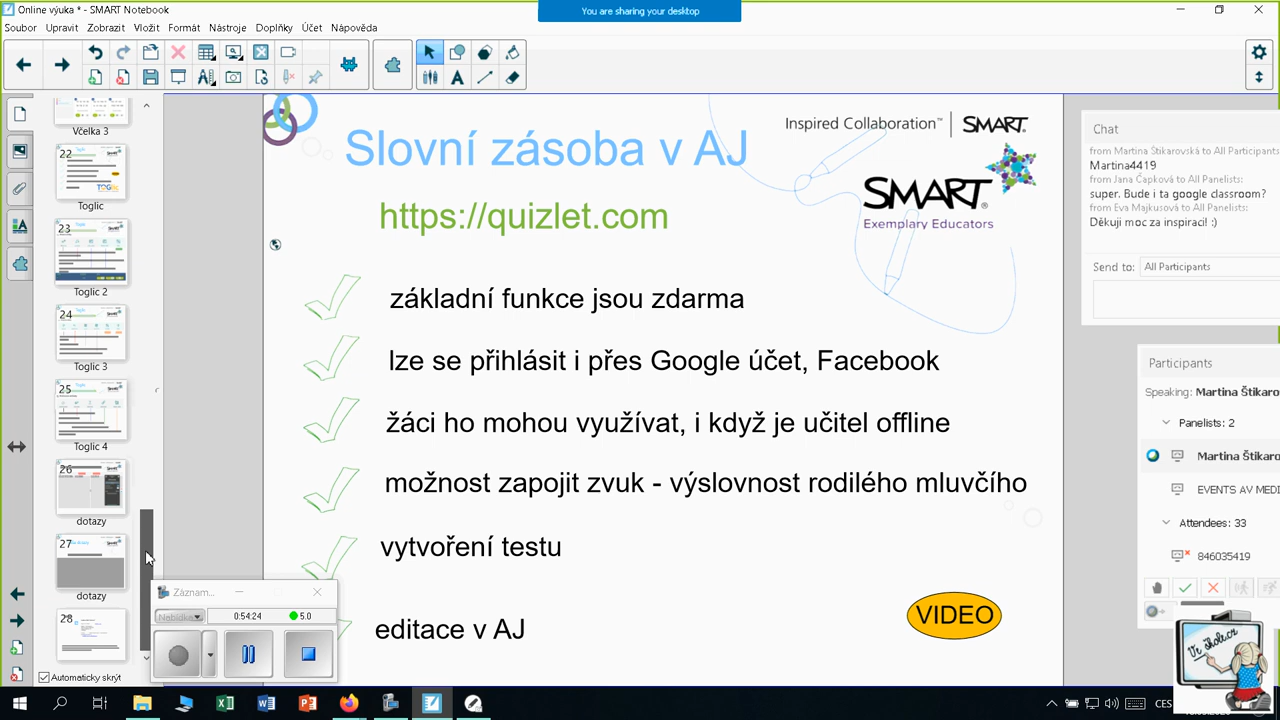 Online výuka * - SMART Notebook
You are sharing your desktop
Soubor Upravit Zobrazit Vložit Formát Nástroje Doplňky Účet Nápověda
Včelka 3
22
Toglic
23
Toglic 2
24
Toglic 3
25
Toglic 4
26
dotazy
27
dotazy
28
Automaticky skrýt
Inspired Collaboration™ | SMART
Slovní zásoba v AJ
SMART
Exemplary Educators
https://quizlet.com
základní funkce jsou zdarma
lze se přihlásit i přes Google účet, Facebook
žáci ho mohou využívat, i když je učitel offline
možnost zapojit zvuk - výslovnost rodilého mluvčího
vytvoření testu
editace v AJ
VIDEO
Záznam...
Nabídka
0:54:24
5.0
Chat
from Martina Štikarovská to All Participants
Martina4419
from Jana Čapková to All Panelists:
super. Bude i ta google classroom?
from Eva Majkusová to All Panelists:
Děkuji moc za inspiraci! :)
Send to: All Participants
Participants
Speaking: Martina Štikaro
Panelists: 2
Martina Štikaro
EVENTS AV MEDI
Attendees: 33
846035419
Ve škole.cz
CES